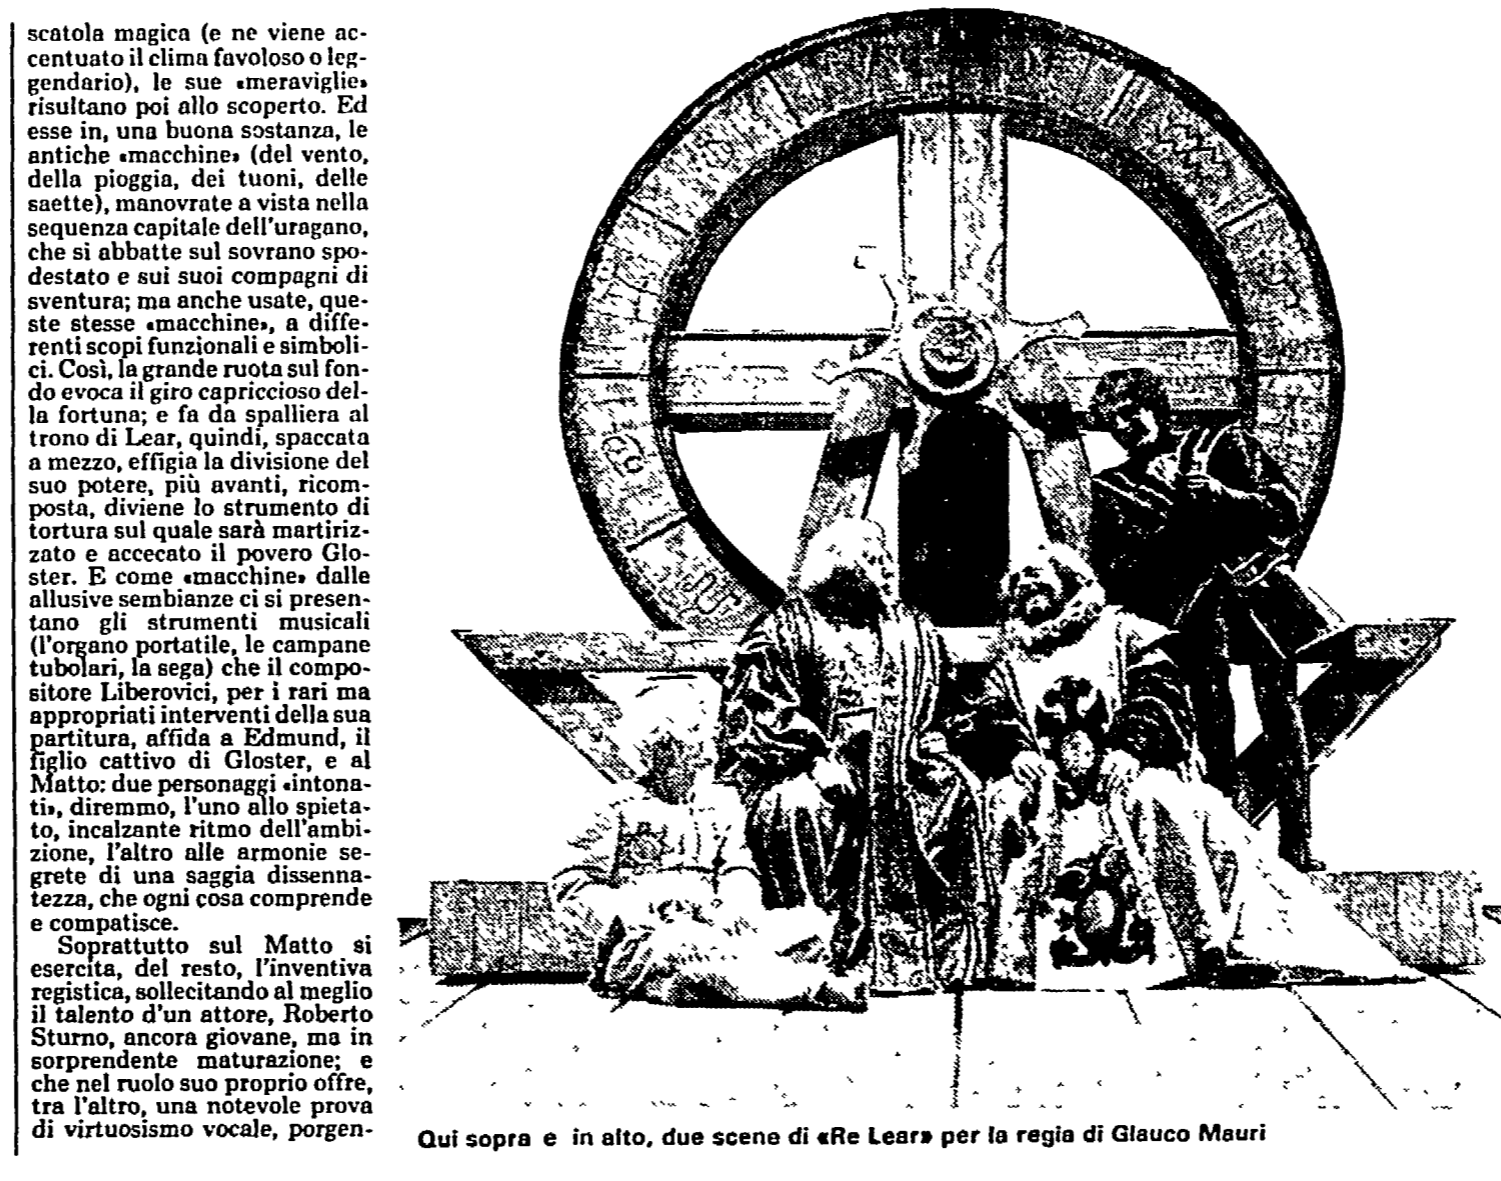 scatola magica (e ne viene ac-
centuato il clima favoloso o leg-
gendario), le sue «meraviglie»
risultano poi allo scoperto. Ed
esse in, una buona sostanza, le
antiche «macchine» (del vento,
della pioggia, dei tuoni, delle
saette), manovrate a vista nella
sequenza capitale dell'uragano,
che si abbatte sul sovrano spo-
destato e sui suoi compagni di
sventura; ma anche usate, que-
ste stesse «macchine», a diffe-
renti scopi funzionali e simboli-
ci. Così, la grande ruota sul fon-
do evoca il giro capriccioso del-
la fortuna; e fa da spalliera al
trono di Lear, quindi, spaccata
a mezzo, effigia la divisione del
suo potere, più avanti, ricom-
posta, diviene lo strumento di
tortura sul quale sarà martiriz-
zato e accecato il povero Glo-
ster. E come «macchine» dalle
allusive sembianze ci si presen-
tano gli strumenti musicali
(l'organo portatile, le campane
tubolari, la sega) che il compo-
sitore Liberovici, per i rari ma
appropriati interventi della sua
partitura, affida a Edmund, il
figlio cattivo di Gloster, e al
Matto: due personaggi «intona-
ti», diremmo, l'uno allo spieta-
to, incalzante ritmo dell'ambi-
zione, l'altro alle armonie se-
grete di una saggia dissenna-
tezza, che ogni cosa comprende
e compatisce.
Soprattutto sul Matto si
esercita, del resto, l'inventiva
registica, sollecitando al meglio
il talento d'un attore, Roberto
Sturno, ancora giovane, ma in
sorprendente maturazione; e
che nel ruolo suo proprio offre,
tra l'altro, una notevole prova
di virtuosismo vocale, porgen-
Qui sopra e in alto, due scene di «Re Lear» per la regia di Glauco Mauri